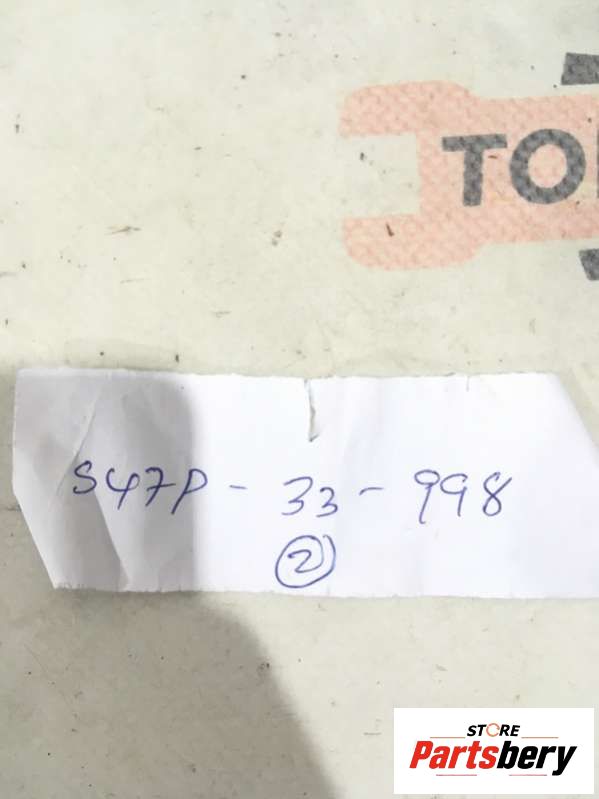 TO
S47P - 33 - 998
2
STORE
Partsbery